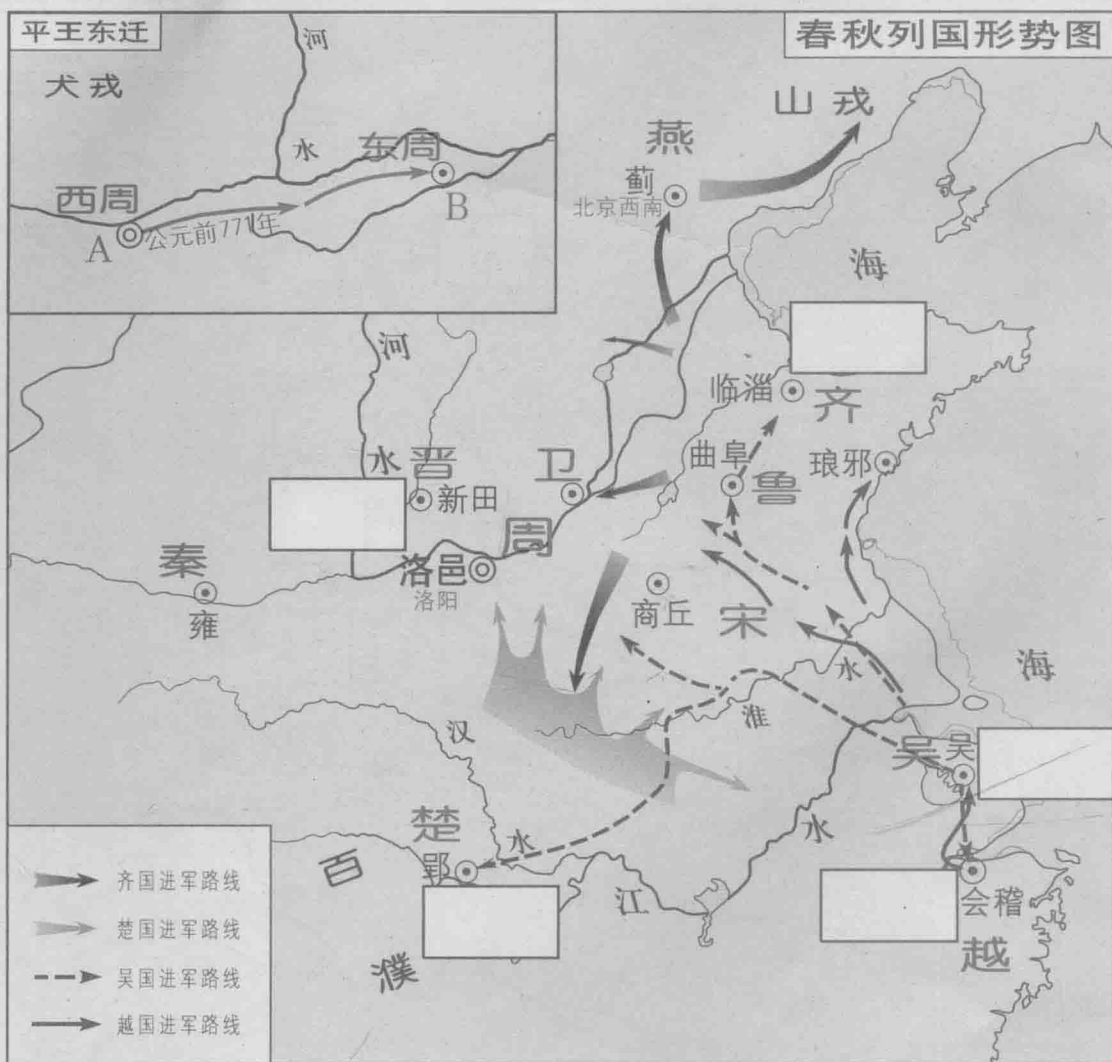 平王东迁
春秋列国形势图
犬戎
河
水
东周
西周
A
公元前771年
B
山戎
燕
蓟
北京西南
海
河
临淄
齐
水
晋
卫
曲阜
鲁
琅邪
新田
周
秦
洛邑
洛阳
雍
商丘
宋
水
海
汉
淮
吴
吴
楚
水
水
百
郢
江
会稽
濮
越
齐国进军路线
楚国进军路线
吴国进军路线
越国进军路线